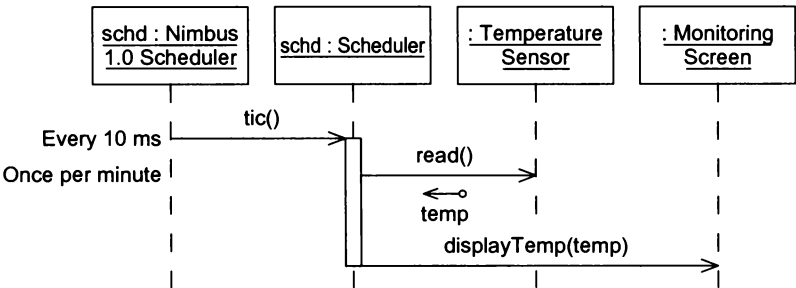 schd : Nimbus
1.0 Scheduler
schd : Scheduler
: Temperature
Sensor
: Monitoring
Screen
tic()
Every 10 ms
read()
Once per minute
temp
displayTemp(temp)